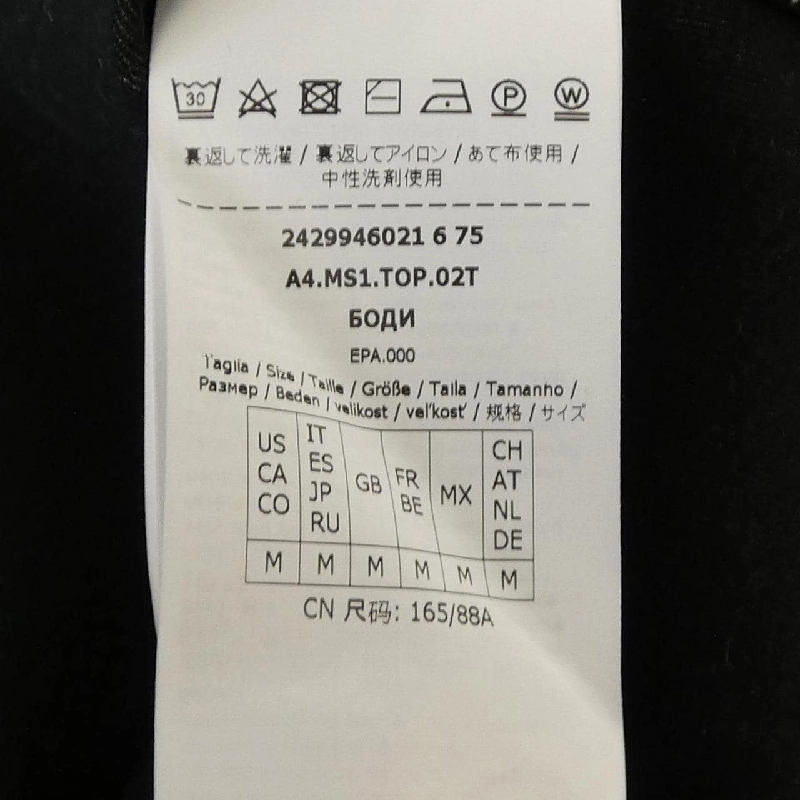 30 P W
裏返して洗濯 / 裏返してアイロン / あて布使用 /
中性洗剤使用
2429946021 6 75
A4.MS1.TOP.02T
БОДИ
EPA.000
Taglia / Size / Taille / Größe / Talla / Tamanho /
Размер / Beden / velikost / veľkosť / 规格 / サイズ
US CA CO IT ES JP RU GB FR BE MX CH AT NL DE
M M M M M M
CN 尺码: 165/88A